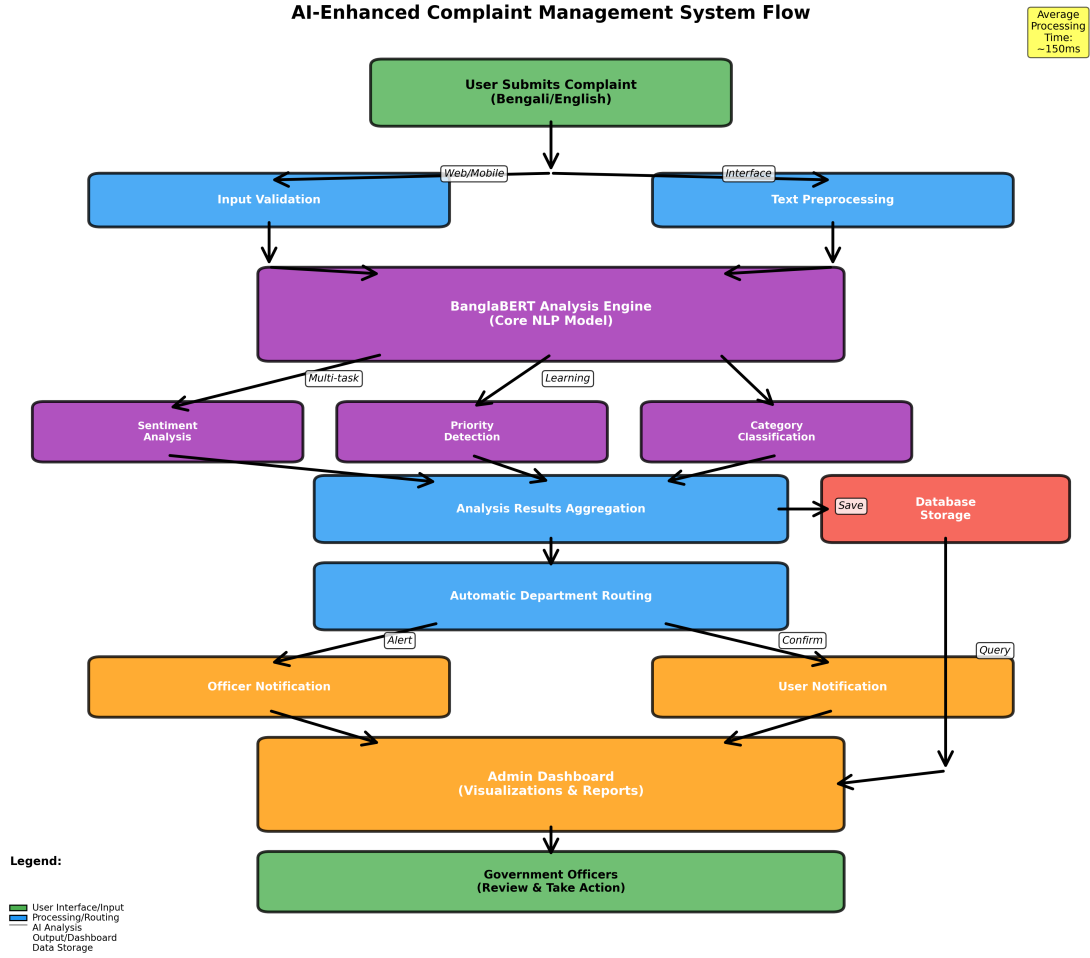 AI-Enhanced Complaint Management System Flow
Average
Processing
Time:
~150ms
User Submits Complaint
(Bengali/English)
Web/Mobile
Interface
Input Validation
Text Preprocessing
BanglaBERT Analysis Engine
(Core NLP Model)
Multi-task
Learning
Sentiment
Analysis
Priority
Detection
Category
Classification
Analysis Results Aggregation
Save
Database
Storage
Automatic Department Routing
Alert
Confirm
Query
Officer Notification
User Notification
Admin Dashboard
(Visualizations & Reports)
Government Officers
(Review & Take Action)
Legend:
User Interface/Input
Processing/Routing
AI Analysis
Output/Dashboard
Data Storage